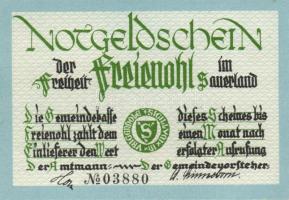 NOTGELDSCHEIN
der Freiheit Freienohl im Sauerland
Die Gemeindekasse dieses Scheines bis
Freienohl zahlt dem einen Monat nach
Einlieferer den Wert erfolgter Aufrufung
Der Amtmann Der Gemeindevorsteher
№ 03880